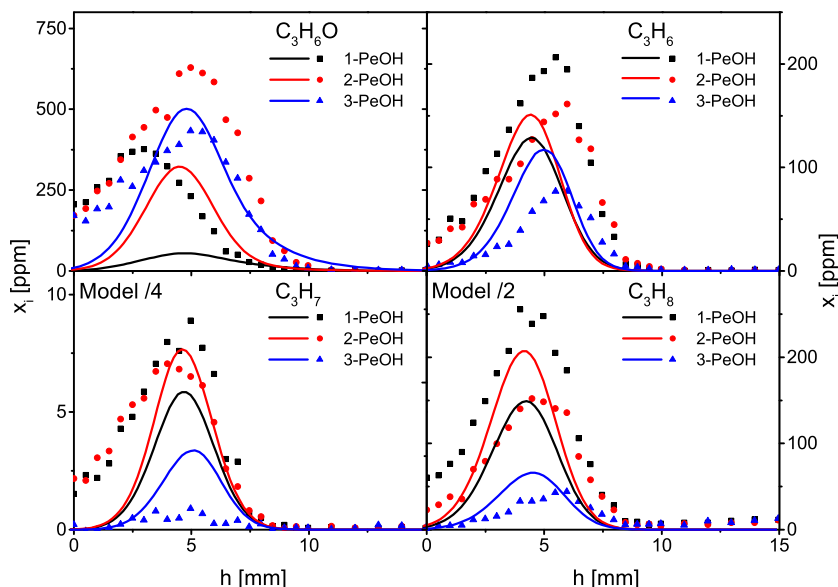 C₃H₆O
1-PeOH
2-PeOH
3-PeOH
750
500
250
0
x_i [ppm]
C₃H₆
1-PeOH
2-PeOH
3-PeOH
200
100
0
x_i [ppm]
Model /4
C₃H₇
1-PeOH
2-PeOH
3-PeOH
10
5
0
0
5
10
h [mm]
Model /2
C₃H₈
1-PeOH
2-PeOH
3-PeOH
200
100
0
0
5
10
15
h [mm]